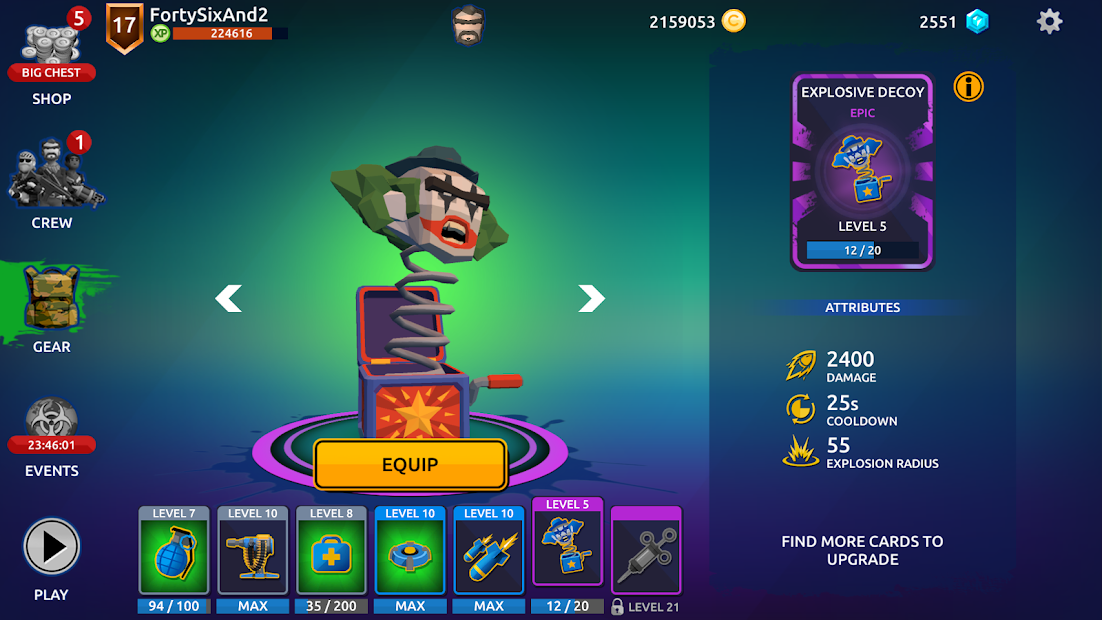 5
BIG CHEST
SHOP
17
FortySixAnd2
XP
224616
2159053
C
2551
1
CREW
GEAR
23:46:01
EVENTS
PLAY
EXPLOSIVE DECOY
EPIC
LEVEL 5
12 / 20
i
ATTRIBUTES
2400
DAMAGE
25s
COOLDOWN
55
EXPLOSION RADIUS
FIND MORE CARDS TO
UPGRADE
EQUIP
LEVEL 7
94 / 100
LEVEL 10
MAX
LEVEL 8
35 / 200
LEVEL 10
MAX
LEVEL 10
MAX
LEVEL 5
12 / 20
LEVEL 21